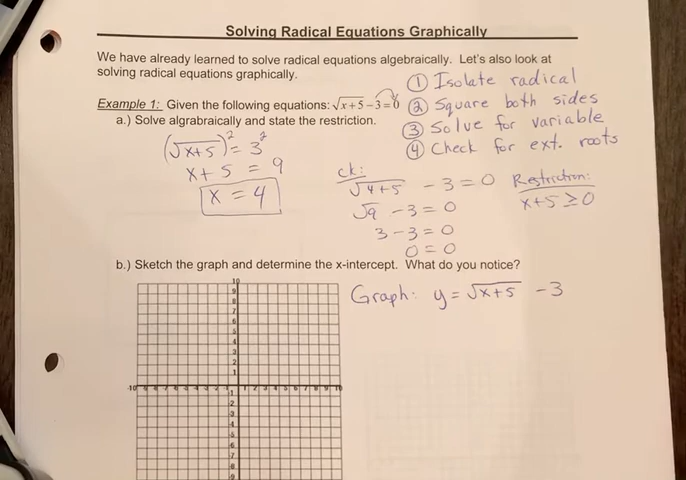 Solving Radical Equations Graphically
We have already learned to solve radical equations algebraically. Let's also look at
solving radical equations graphically.
① Isolate radical
② Square both sides
③ Solve for variable
④ Check for ext. roots
Example 1: Given the following equations: √x+5 - 3 = 0
a.) Solve algrabraically and state the restriction.
(√x+5)² = 3²
x + 5 = 9
x = 4
ck:
√4+5 - 3 = 0
√9 - 3 = 0
3 - 3 = 0
0 = 0
Restriction:
x+5 ≥ 0
b.) Sketch the graph and determine the x-intercept. What do you notice?
Graph: y = √x+5 - 3